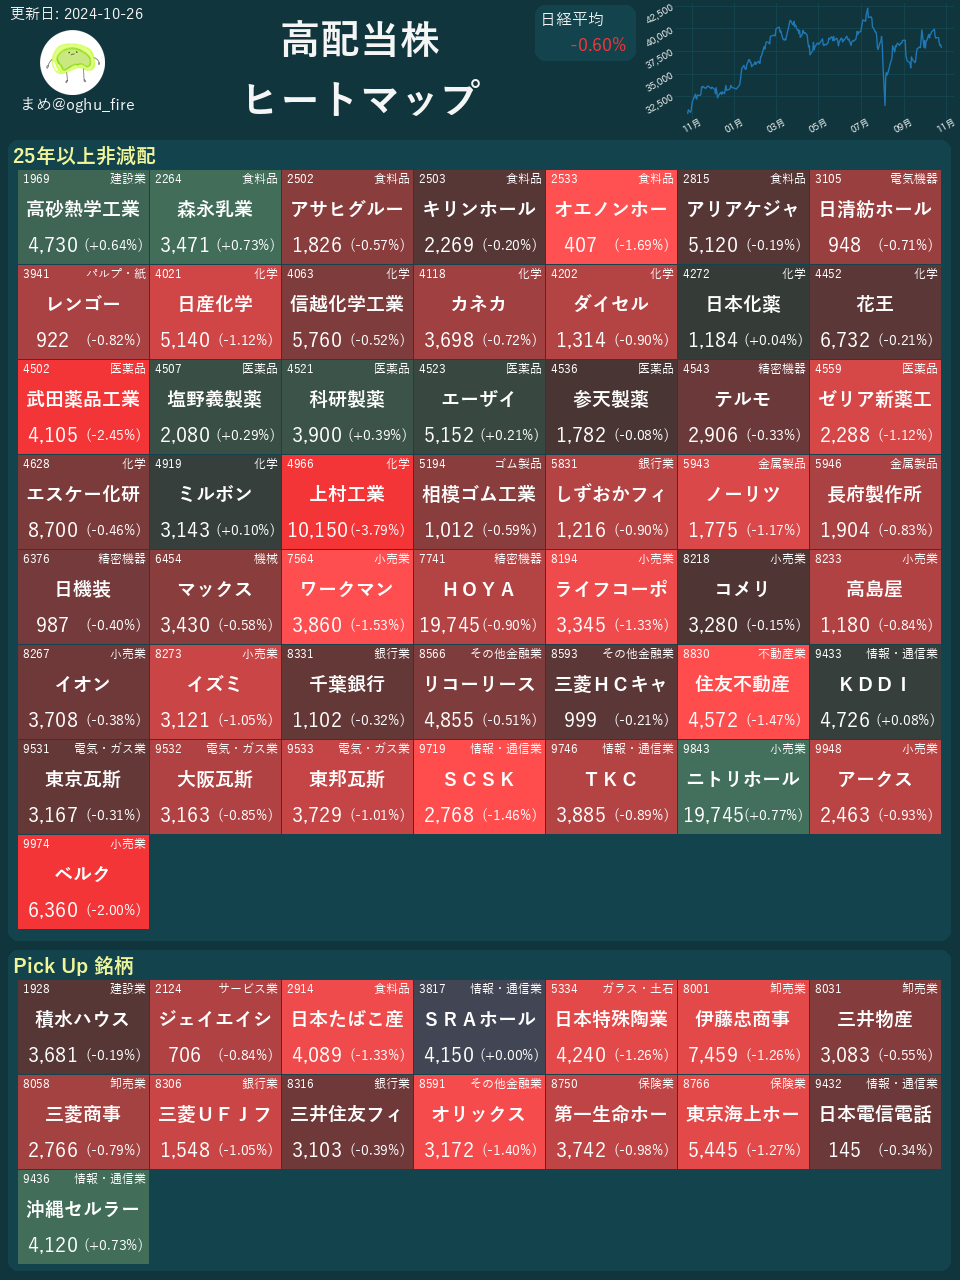 更新日: 2024-10-26
まめ@oghu_fire
高配当株
ヒートマップ
日経平均
-0.60%
42,500
40,000
37,500
35,000
32,500
11月 01月 03月 05月 07月 09月 11月
25年以上非減配
1969 建設業 2264 食料品 2502 食料品 2503 食料品 2533 食料品 2815 食料品 3105 電気機器
高砂熱学工業 森永乳業 アサヒグルー キリンホール オエノンホー アリアケジャ 日清紡ホール
4,730 (+0.64%) 3,471 (+0.73%) 1,826 (-0.57%) 2,269 (-0.20%) 407 (-1.69%) 5,120 (-0.19%) 948 (-0.71%)
3941 パルプ・紙 4021 化学 4063 化学 4118 化学 4202 化学 4272 化学 4452 化学
レンゴー 日産化学 信越化学工業 カネカ ダイセル 日本化薬 花王
922 (-0.82%) 5,140 (-1.12%) 5,760 (-0.52%) 3,698 (-0.72%) 1,314 (-0.90%) 1,184 (+0.04%) 6,732 (-0.21%)
4502 医薬品 4507 医薬品 4521 医薬品 4523 医薬品 4536 医薬品 4543 精密機器 4559 医薬品
武田薬品工業 塩野義製薬 科研製薬 エーザイ 参天製薬 テルモ ゼリア新薬工
4,105 (-2.45%) 2,080 (+0.29%) 3,900 (+0.39%) 5,152 (+0.21%) 1,782 (-0.08%) 2,906 (-0.33%) 2,288 (-1.12%)
4628 化学 4919 化学 4966 化学 5194 ゴム製品 5831 銀行業 5943 金属製品 5946 金属製品
エスケー化研 ミルボン 上村工業 相模ゴム工業 しずおかフィ ノーリツ 長府製作所
8,700 (-0.46%) 3,143 (+0.10%) 10,150 (-3.79%) 1,012 (-0.59%) 1,216 (-0.90%) 1,775 (-1.17%) 1,904 (-0.83%)
6376 精密機器 6454 機械 7564 小売業 7741 精密機器 8194 小売業 8218 小売業 8233 小売業
日機装 マックス ワークマン ＨＯＹＡ ライフコーポ コメリ 高島屋
987 (-0.40%) 3,430 (-0.58%) 3,860 (-1.53%) 19,745 (-0.90%) 3,345 (-1.33%) 3,280 (-0.15%) 1,180 (-0.84%)
8267 小売業 8273 小売業 8331 銀行業 8566 その他金融業 8593 その他金融業 8830 不動産業 9433 情報・通信業
イオン イズミ 千葉銀行 リコーリース 三菱ＨＣキャ 住友不動産 ＫＤＤＩ
3,708 (-0.38%) 3,121 (-1.05%) 1,102 (-0.32%) 4,855 (-0.51%) 999 (-0.21%) 4,572 (-1.47%) 4,726 (+0.08%)
9531 電気・ガス業 9532 電気・ガス業 9533 電気・ガス業 9719 情報・通信業 9746 情報・通信業 9843 小売業 9948 小売業
東京瓦斯 大阪瓦斯 東邦瓦斯 ＳＣＳＫ ＴＫＣ ニトリホール アークス
3,167 (-0.31%) 3,163 (-0.85%) 3,729 (-1.01%) 2,768 (-1.46%) 3,885 (-0.89%) 19,745 (+0.77%) 2,463 (-0.93%)
9974 小売業
ベルク
6,360 (-2.00%)
Pick Up 銘柄
1928 建設業 2124 サービス業 2914 食料品 3817 情報・通信業 5334 ガラス・土石 8001 卸売業 8031 卸売業
積水ハウス ジェイエイシ 日本たばこ産 ＳＲＡホール 日本特殊陶業 伊藤忠商事 三井物産
3,681 (-0.19%) 706 (-0.84%) 4,089 (-1.33%) 4,150 (+0.00%) 4,240 (-1.26%) 7,459 (-1.26%) 3,083 (-0.55%)
8058 卸売業 8306 銀行業 8316 銀行業 8591 その他金融業 8750 保険業 8766 保険業 9432 情報・通信業
三菱商事 三菱ＵＦＪフ 三井住友フィ オリックス 第一生命ホー 東京海上ホー 日本電信電話
2,766 (-0.79%) 1,548 (-1.05%) 3,103 (-0.39%) 3,172 (-1.40%) 3,742 (-0.98%) 5,445 (-1.27%) 145 (-0.34%)
9436 情報・通信業
沖縄セルラー
4,120 (+0.73%)